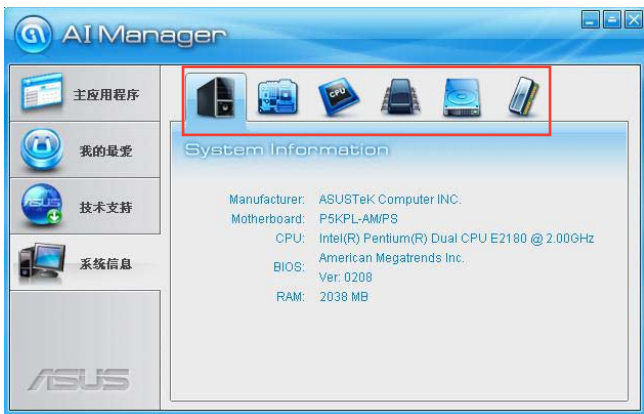 AI Manager
主应用程序
我的最爱
技术支持
系统信息
ASUS
CPU
System Information
Manufacturer: ASUSTeK Computer INC.
Motherboard: P5KPL-AM/PS
CPU: Intel(R) Pentium(R) Dual CPU E2180 @ 2.00GHz
BIOS: American Megatrends Inc.
Ver: 0208
RAM: 2038 MB